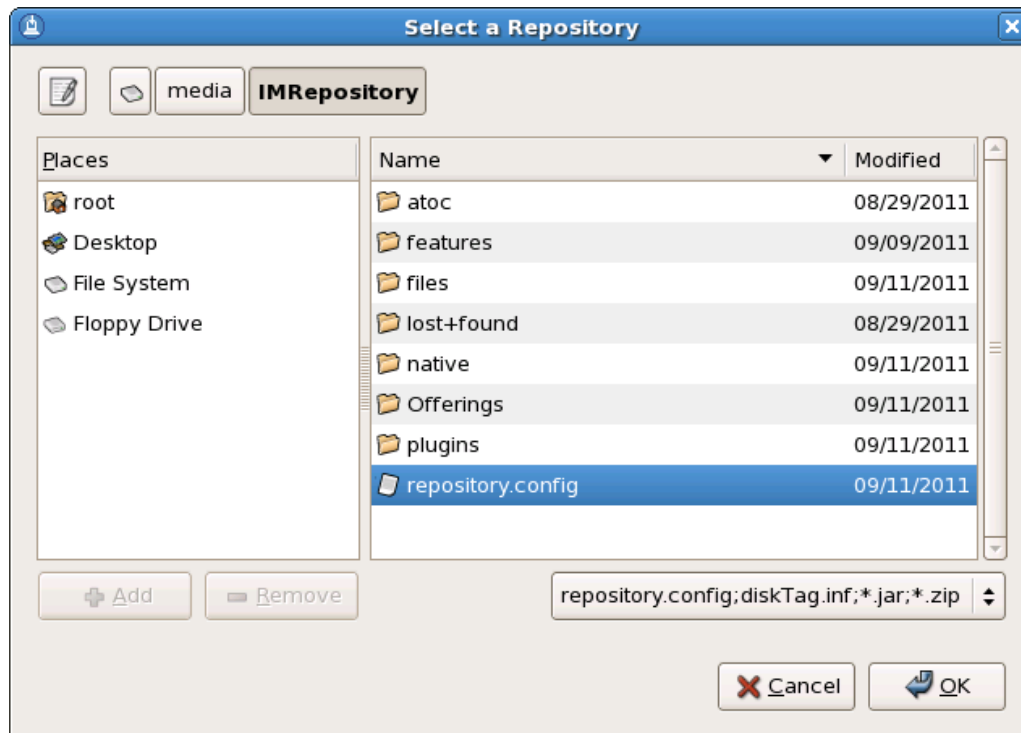 Select a Repository
media IMRepository
Places
root
Desktop
File System
Floppy Drive
Name Modified
atoc 08/29/2011
features 09/09/2011
files 09/11/2011
lost+found 08/29/2011
native 09/11/2011
Offerings 09/11/2011
plugins 09/11/2011
repository.config 09/11/2011
Add Remove repository.config;diskTag.inf;*.jar;*.zip
Cancel OK